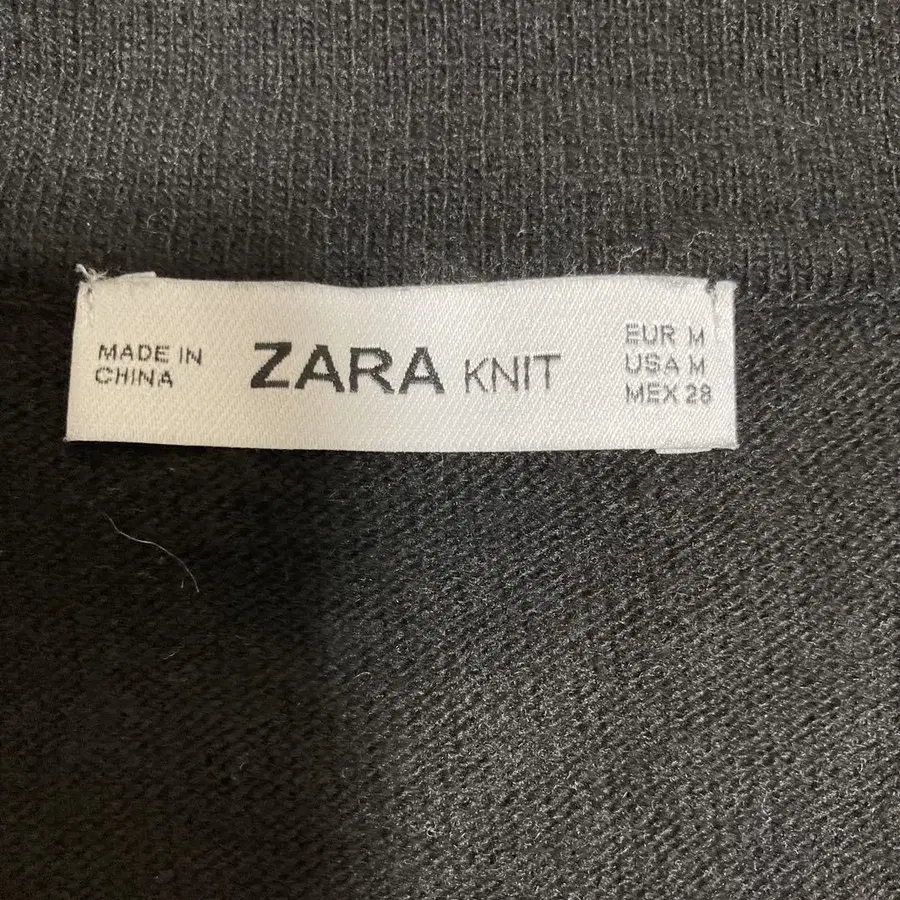 MADE IN
CHINA
ZARA KNIT
EUR M
USA M
MEX 28